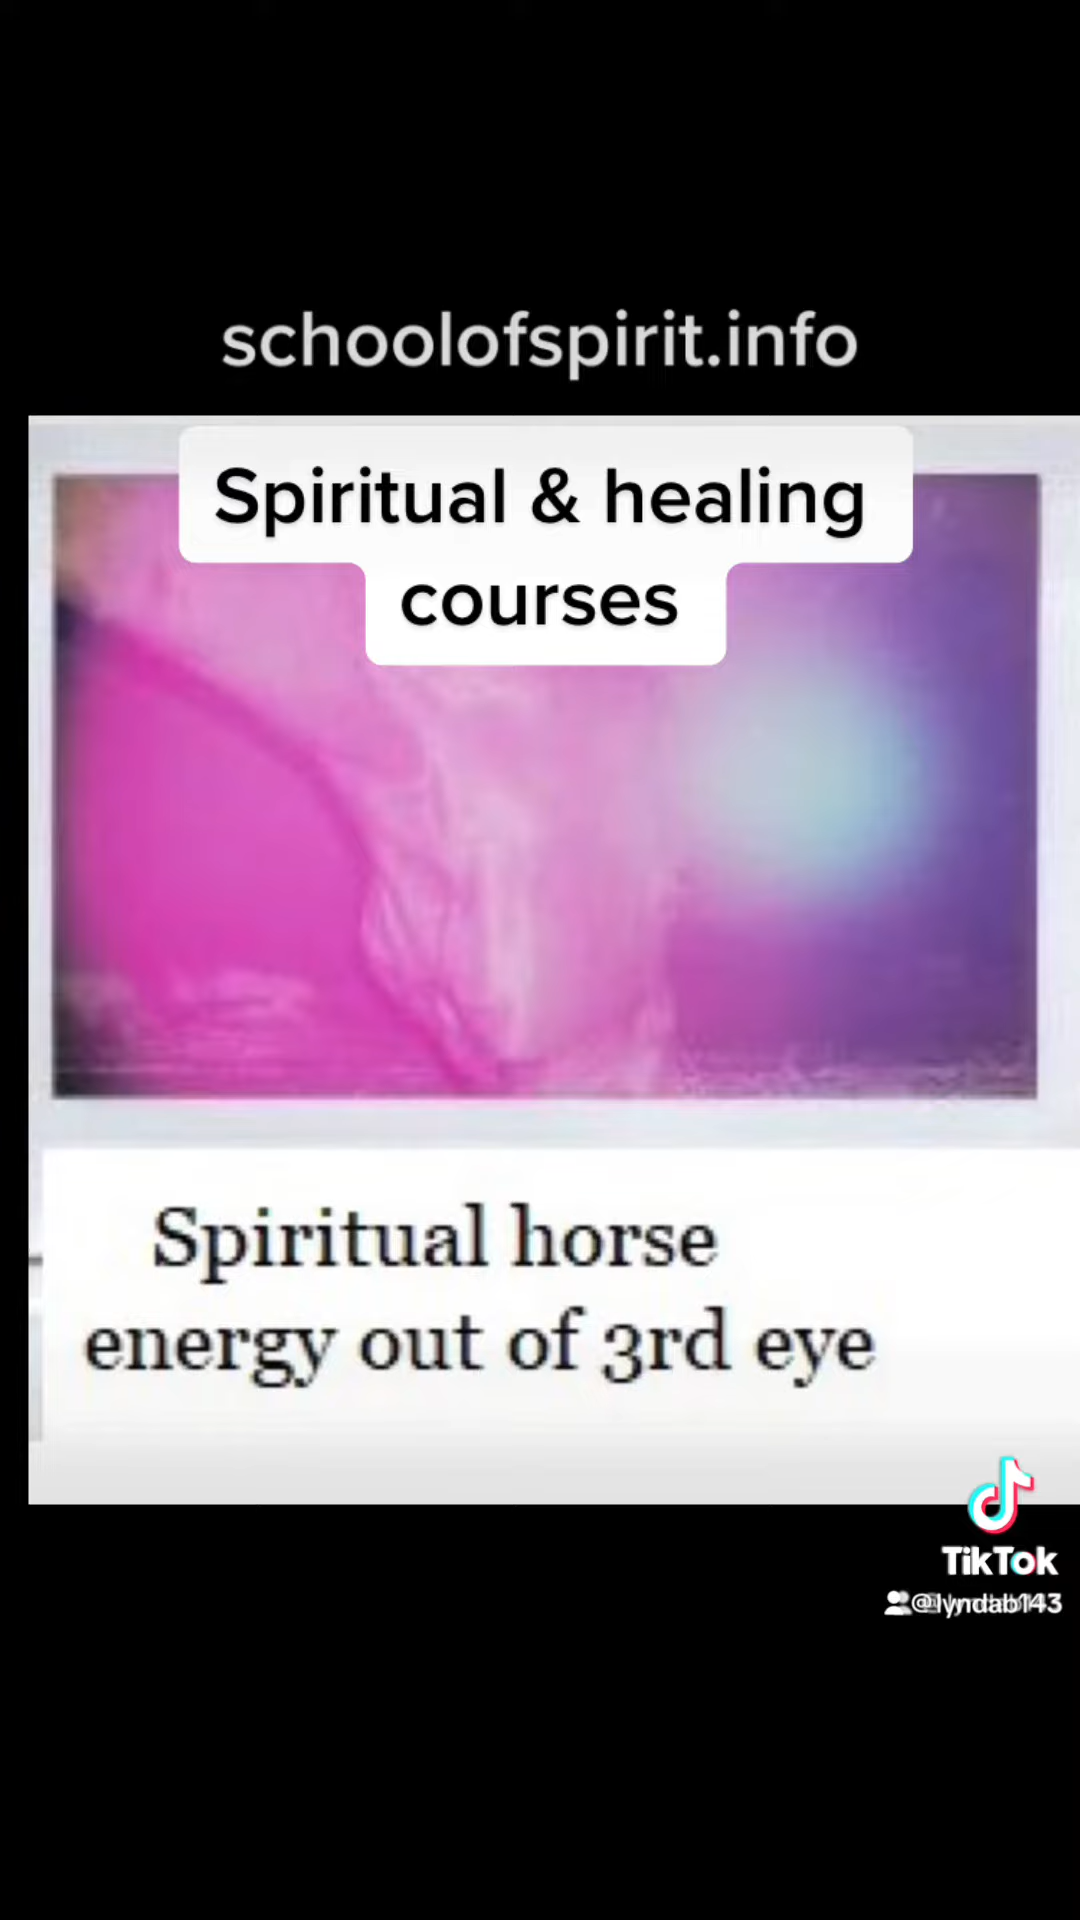 schoolofspirit.info
Spiritual & healing
courses
Spiritual horse
energy out of 3rd eye
TikTok
@lyndab143